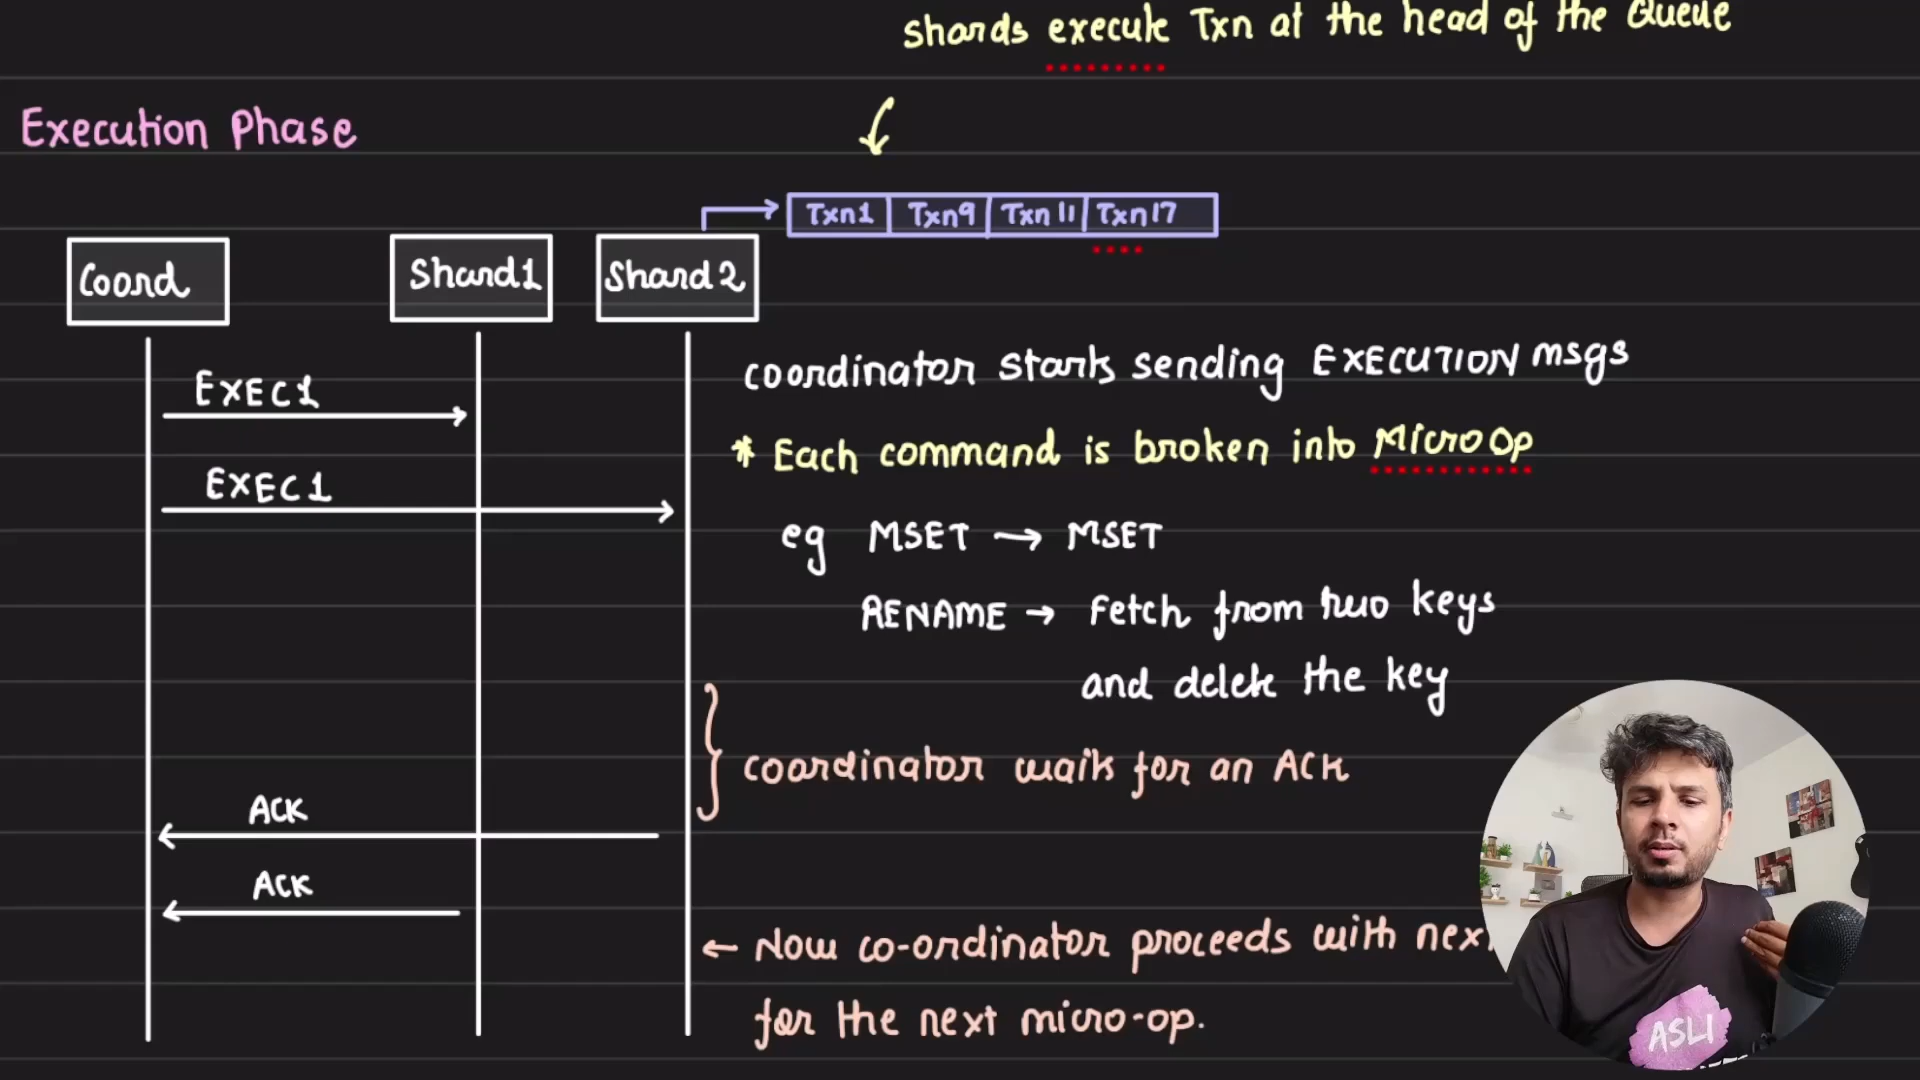 Shards execute Txn at the head of the Queue
Execution Phase
Txn1 Txn9 Txn11 Txn17
Coord Shard1 Shard2
EXEC1
coordinator starts sending EXECUTION msgs
* Each command is broken into MicroOp
EXEC1
eg MSET → MSET
RENAME → Fetch from two keys
and delete the key
coordinator waits for an ACK
ACK
ACK
← Now co-ordinator proceeds with
for the next micro-op.
ASLI